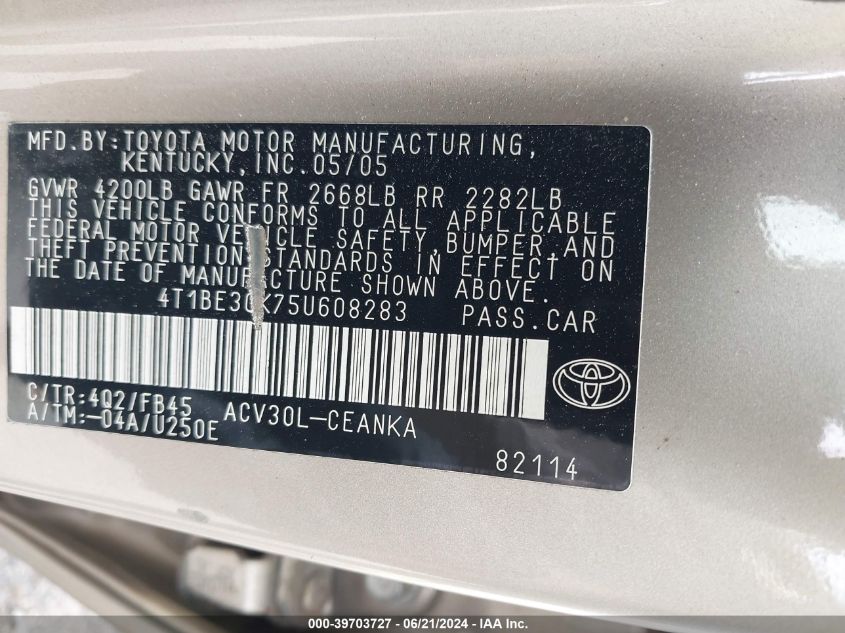 MFD.BY:TOYOTA MOTOR MANUFACTURING,
KENTUCKY,INC.05/05
GVWR 4200LB GAWR FR 2668LB RR 2282LB
THIS VEHICLE CONFORMS TO ALL APPLICABLE
FEDERAL MOTOR VEHICLE SAFETY,BUMPER,AND
THEFT PREVENTION STANDARDS IN EFFECT ON
THE DATE OF MANUFACTURE SHOWN ABOVE.
4T1BE30K75U608283 PASS.CAR
C/TR:4Q2/FB45 ACV30L-CEANKA
A/TM:-04A/U250E
82114
000-39703727 - 06/21/2024 - IAA Inc.